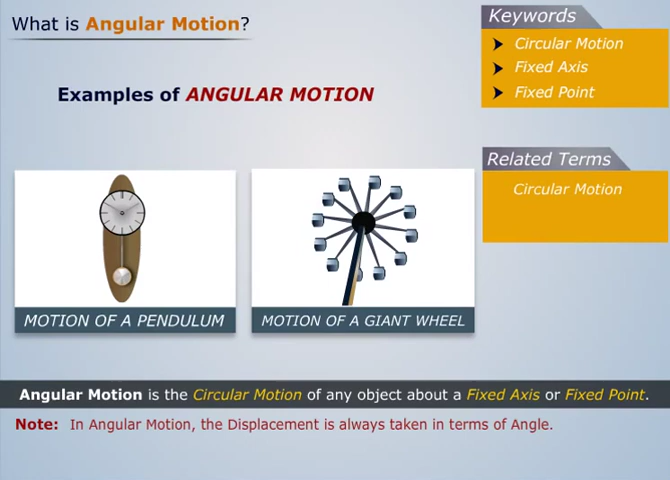 What is Angular Motion?
Keywords
Circular Motion
Fixed Axis
Fixed Point
Examples of ANGULAR MOTION
Related Terms
Circular Motion
MOTION OF A PENDULUM
MOTION OF A GIANT WHEEL
Angular Motion is the Circular Motion of any object about a Fixed Axis or Fixed Point.
Note: In Angular Motion, the Displacement is always taken in terms of Angle.